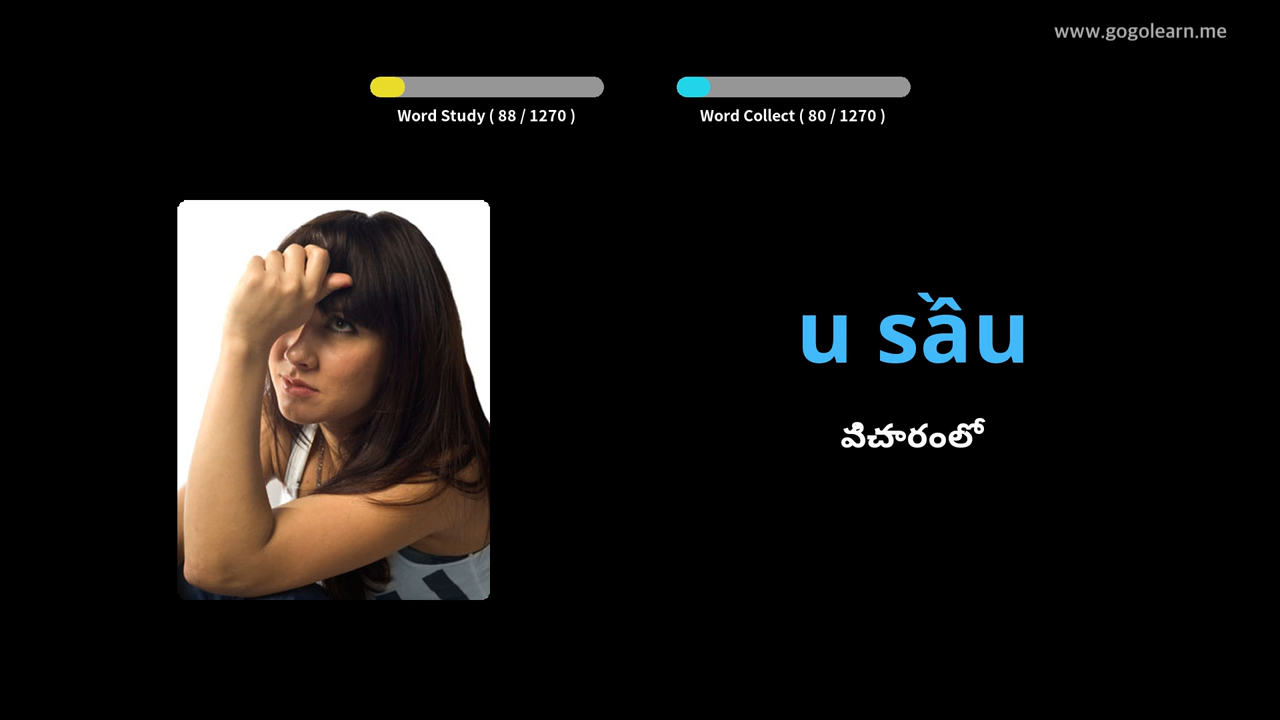 www.gogolearn.me
Word Study ( 88 / 1270 )
Word Collect ( 80 / 1270 )
u sầu
విచారంలో